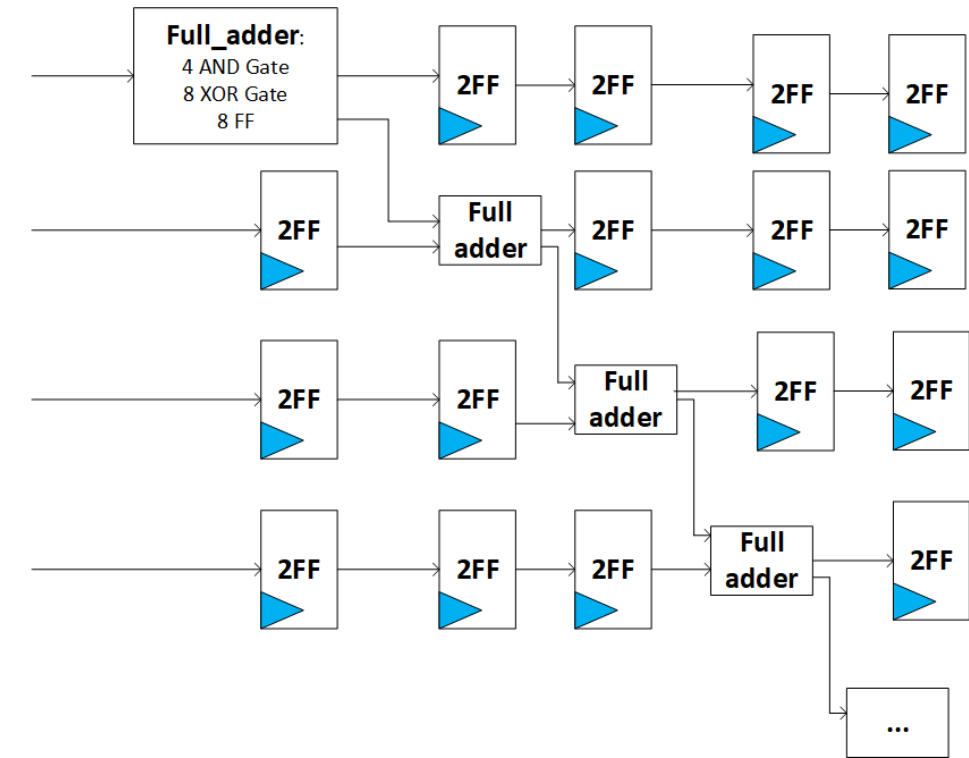 Full_adder:
4 AND Gate
8 XOR Gate
8 FF
2FF
2FF
2FF
2FF
2FF
Full
adder
2FF
2FF
2FF
2FF
2FF
Full
adder
2FF
2FF
2FF
2FF
2FF
Full
adder
2FF
...